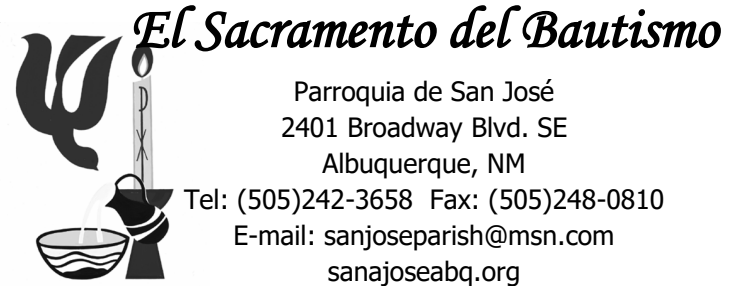 El Sacramento del Bautismo
Parroquia de San José
2401 Broadway Blvd. SE
Albuquerque, NM
Tel: (505)242-3658  Fax: (505)248-0810
E-mail: sanjoseparish@msn.com
sanajoseabq.org